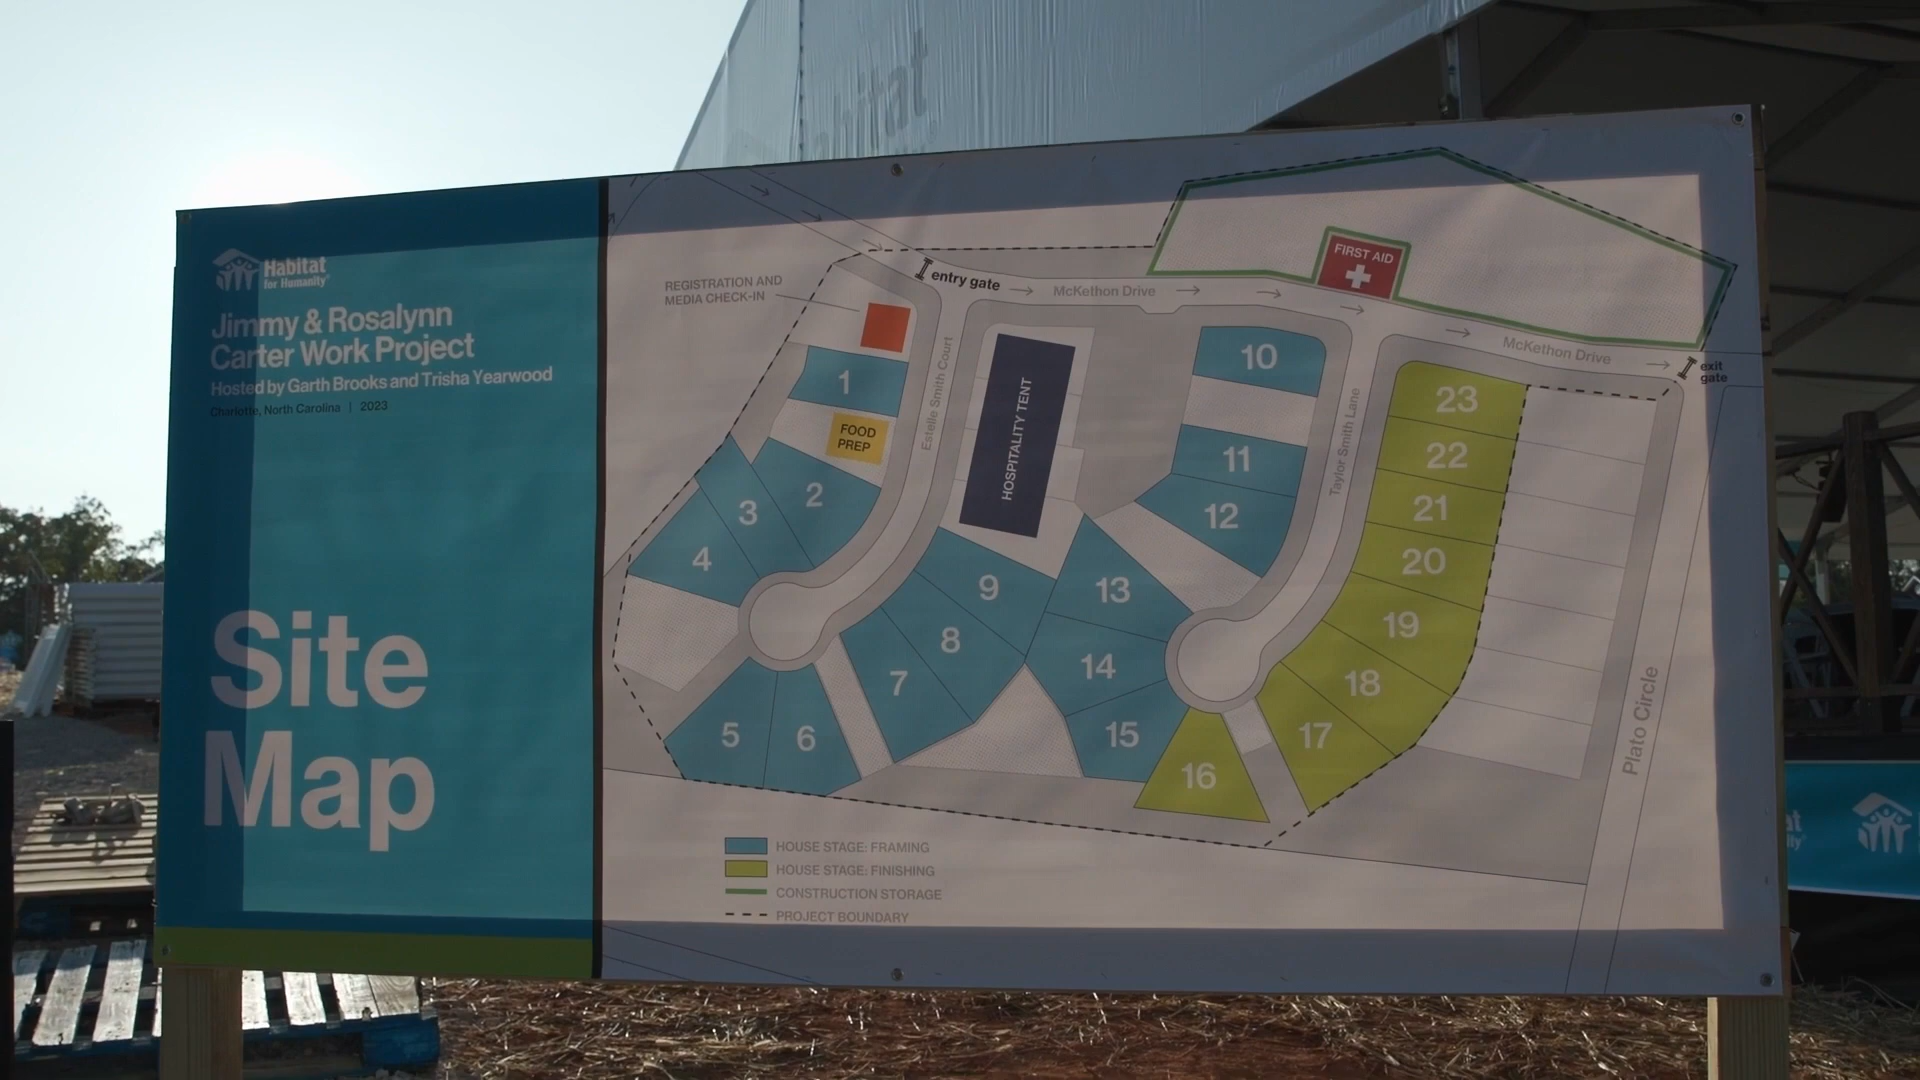 Habitat
Habitat
for Humanity®
Jimmy & Rosalynn
Carter Work Project
Hosted by Garth Brooks and Trisha Yearwood
Charlotte, North Carolina | 2023
Site
Map
REGISTRATION AND
MEDIA CHECK-IN
entry gate
McKethon Drive
FIRST AID
McKethon Drive
exit
gate
Estelle Smith Court
HOSPITALITY TENT
Taylor Smith Lane
Plato Circle
1
FOOD
PREP
2
3
4
5
6
7
8
9
10
11
12
13
14
15
16
17
18
19
20
21
22
23
HOUSE STAGE: FRAMING
HOUSE STAGE: FINISHING
CONSTRUCTION STORAGE
PROJECT BOUNDARY